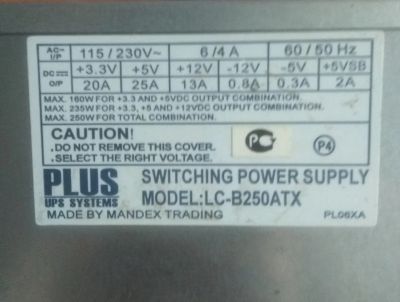 AC~ I/P 115/230V~ 6/4 A 60/50 Hz
DC O/P +3.3V +5V +12V -12V -5V +5VSB
20A 25A 13A 0.8A 0.3A 2A
MAX. 160W FOR +3.3 AND +5VDC OUTPUT COMBINATION.
MAX. 235W FOR +3.3, +5 AND +12VDC OUTPUT COMBINATION.
MAX. 250W FOR TOTAL COMBINATION.
CAUTION!
.DO NOT REMOVE THIS COVER.
.SELECT THE RIGHT VOLTAGE.
PC
P4
PLUS
UPS SYSTEMS
SWITCHING POWER SUPPLY
MODEL:LC-B250ATX
MADE BY MANDEX TRADING
PL06XA